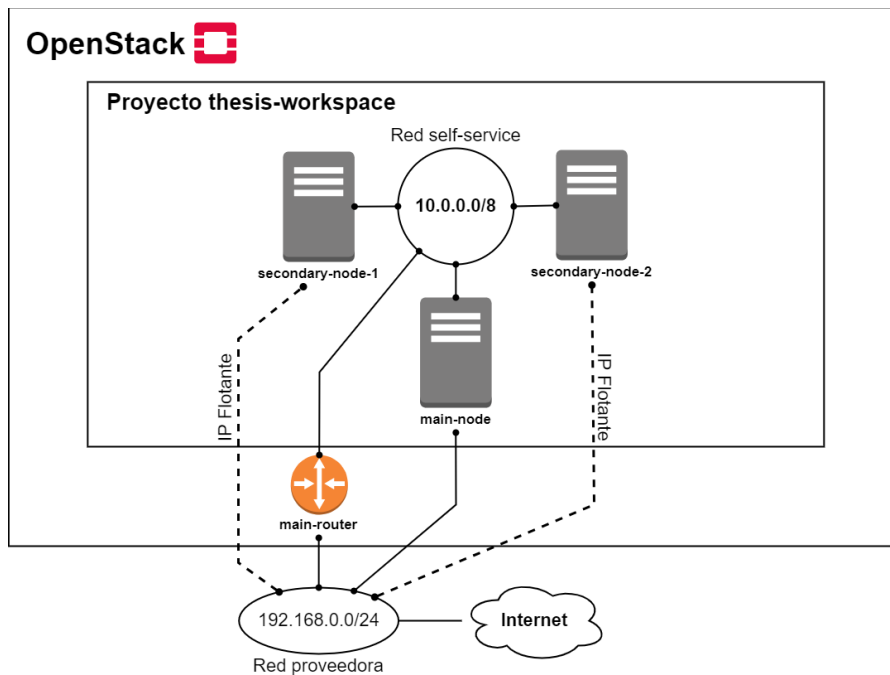 OpenStack
Proyecto thesis-workspace
Red self-service
10.0.0.0/8
secondary-node-1
secondary-node-2
IP Flotante
IP Flotante
main-node
main-router
192.168.0.0/24
Internet
Red proveedora